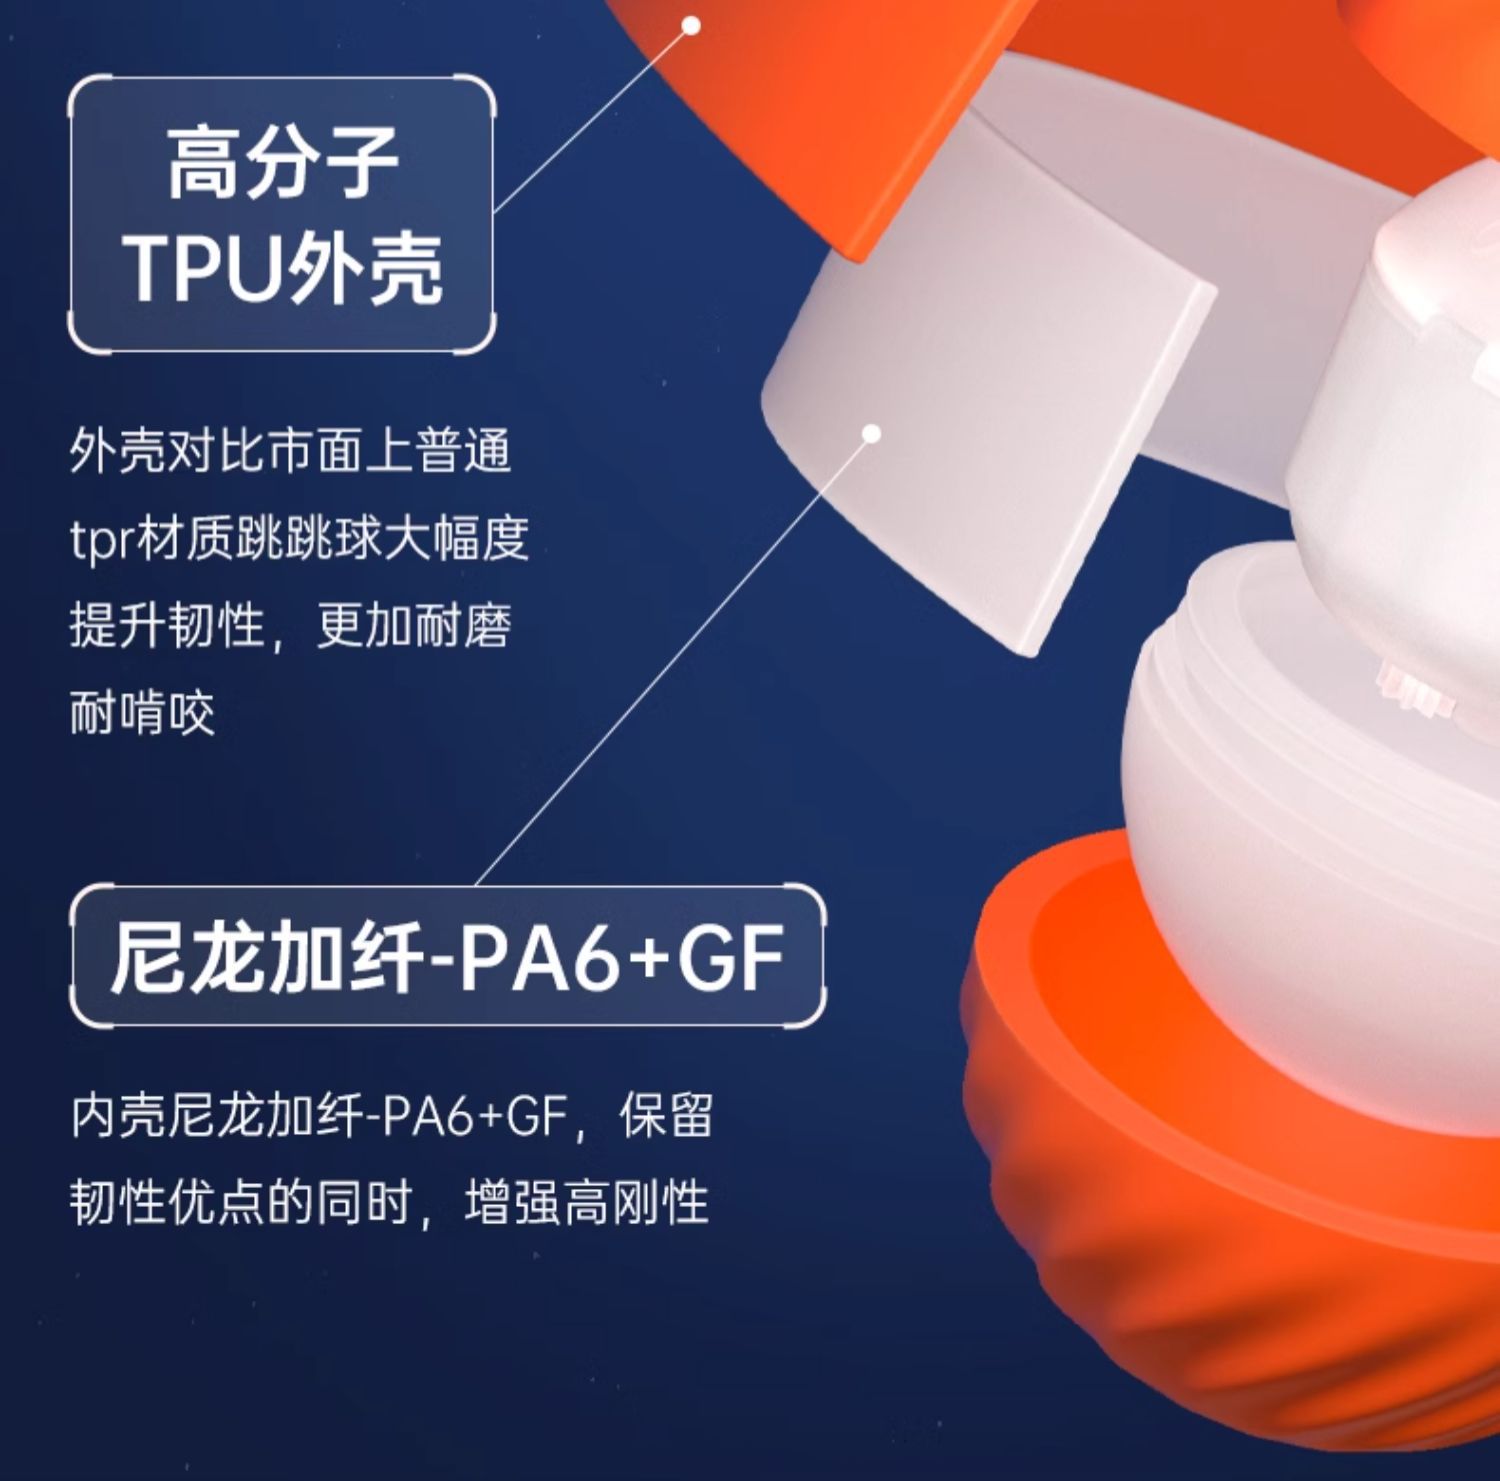 高分子
TPU外壳
外壳对比市面上普通
tpr材质跳跳球大幅度
提升韧性，更加耐磨
耐啃咬
尼龙加纤-PA6+GF
内壳尼龙加纤-PA6+GF，保留
韧性优点的同时，增强高刚性